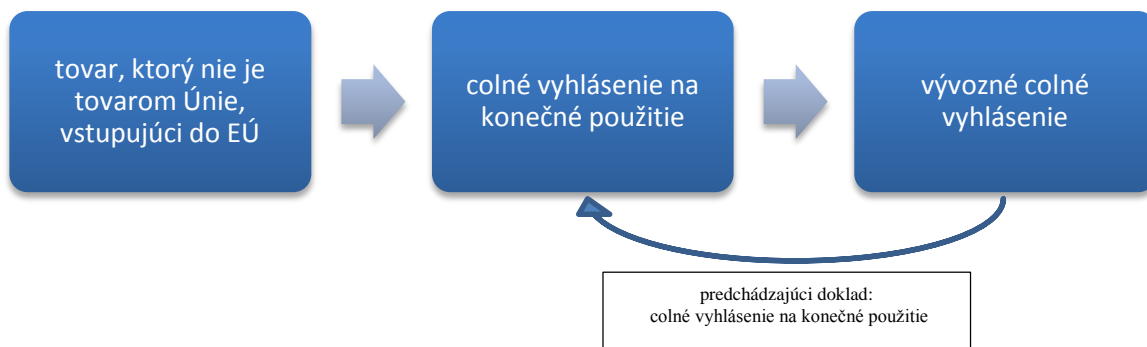 tovar, ktorý nie je
tovarom Únie,
vstupujúci do EÚ
colné vyhlásenie na
konečné použitie
vývozné colné
vyhlásenie
predchádzajúci doklad:
colné vyhlásenie na konečné použitie